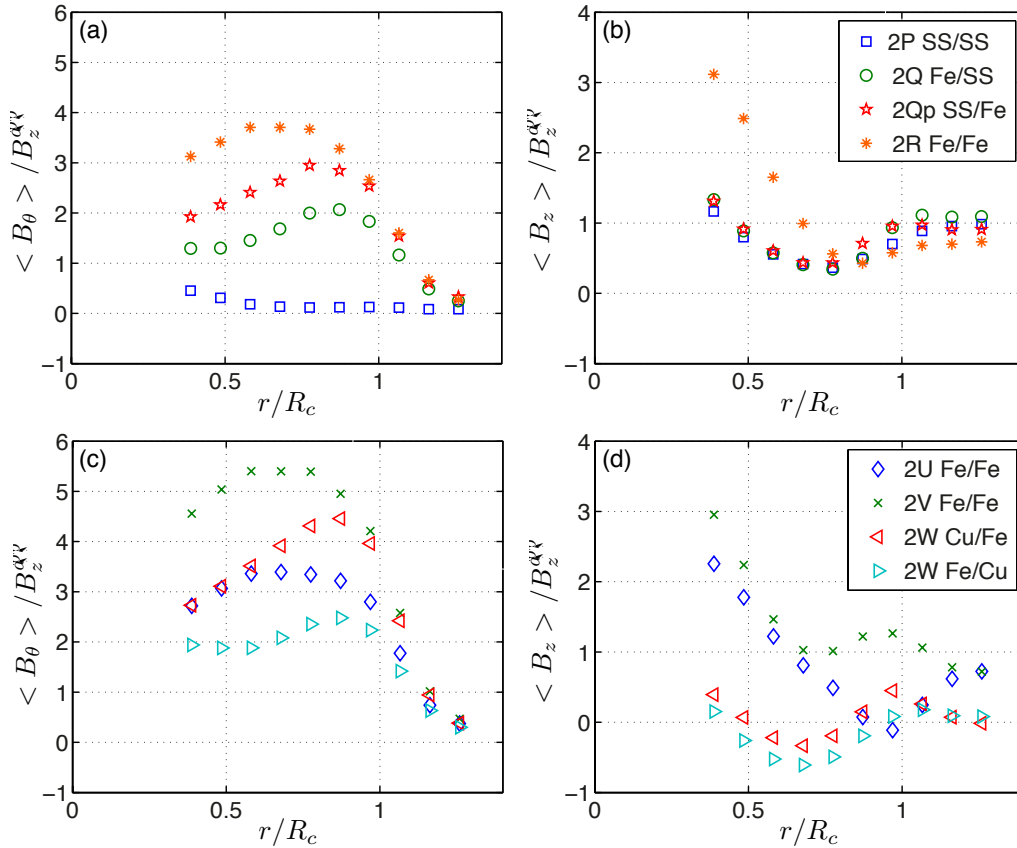 (a)
6
5
4
3
2
1
0
−1
0
0.5
1
< B_θ > /B_z
r/R_c
(b)
4
3
2
1
0
−1
0
0.5
1
< B_z > /B_z
r/R_c
2P SS/SS
2Q Fe/SS
2Qp SS/Fe
2R Fe/Fe
(c)
6
5
4
3
2
1
0
−1
0
0.5
1
< B_θ > /B_z
r/R_c
(d)
4
3
2
1
0
−1
0
0.5
1
< B_z > /B_z
r/R_c
2U Fe/Fe
2V Fe/Fe
2W Cu/Fe
2W Fe/Cu